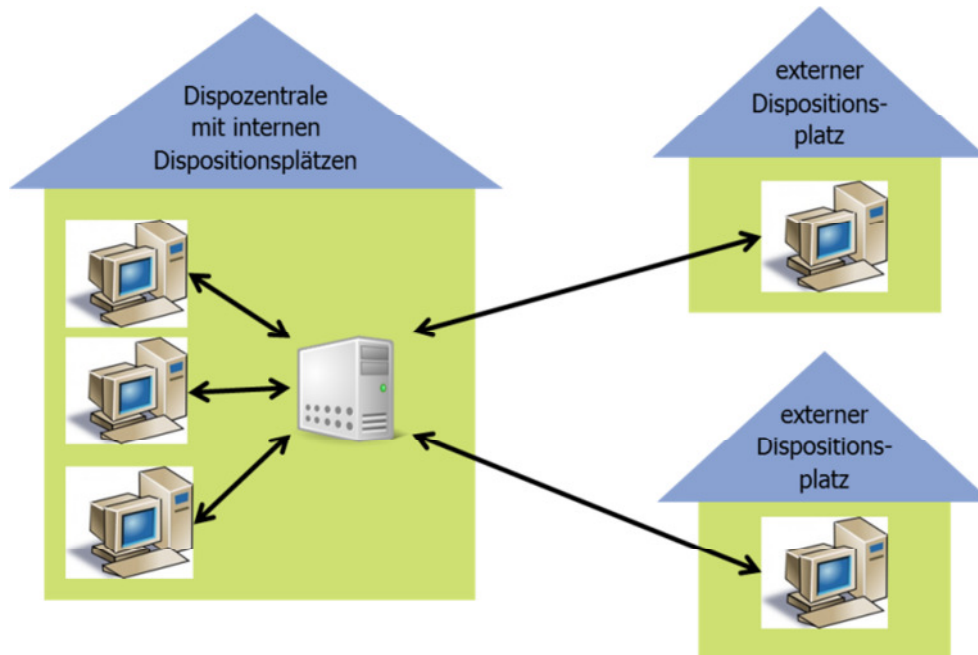 Dispozentrale
mit internen
Dispositionsplätzen
externer
Dispositions-
platz
externer
Dispositions-
platz